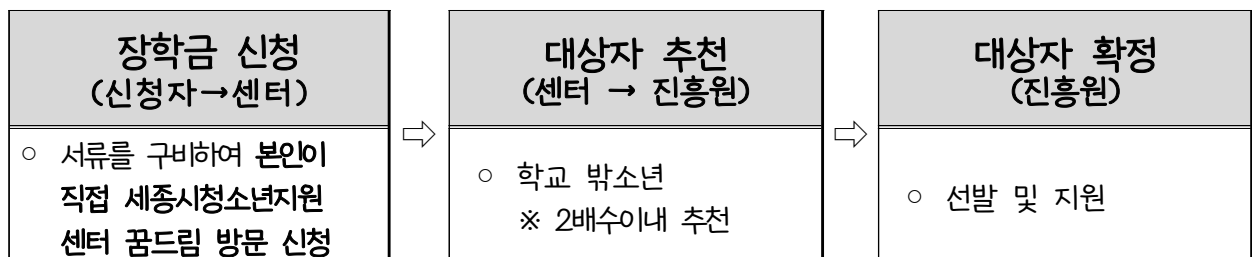 장학금 신청
(신청자→센터)
○ 서류를 구비하여 본인이
직접 세종시청소년지원
센터 꿈드림 방문 신청
⇨
대상자 추천
(센터 → 진흥원)
○ 학교 밖소년
※ 2배수이내 추천
⇨
대상자 확정
(진흥원)
○ 선발 및 지원